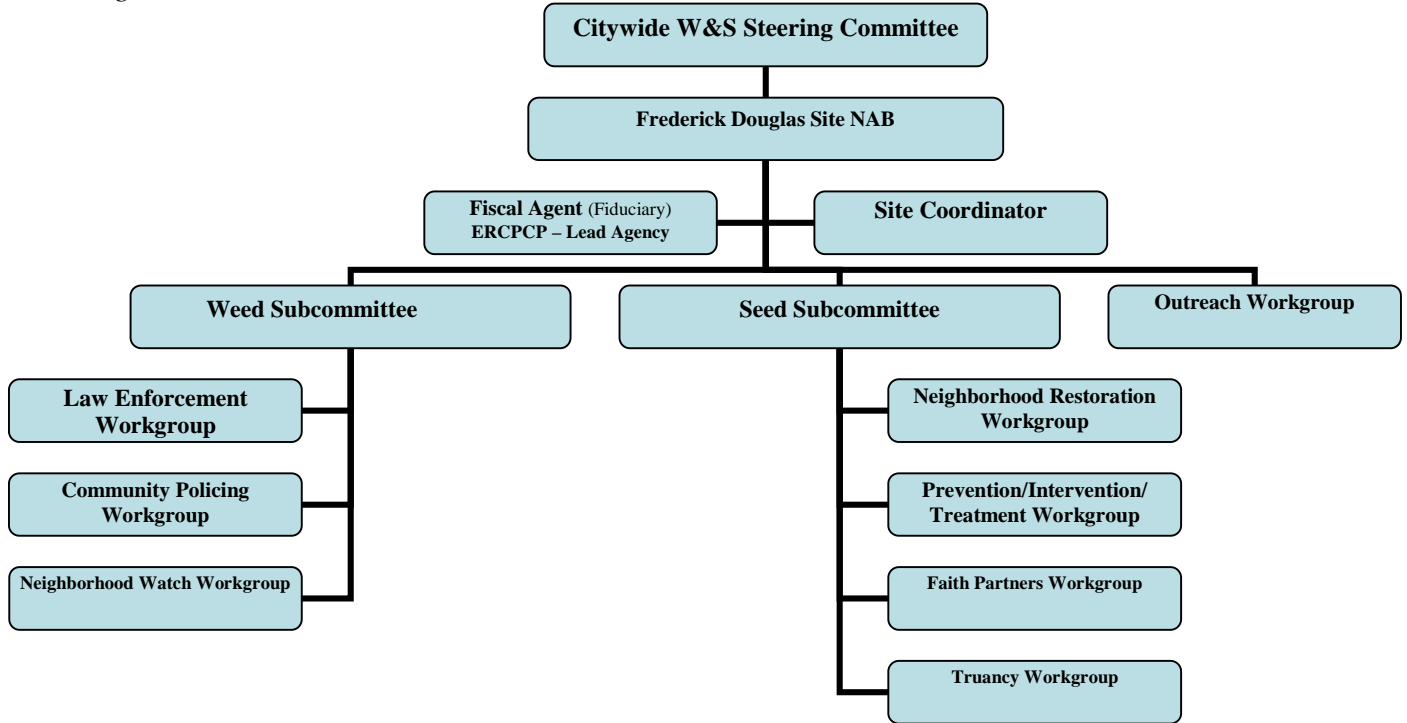 Citywide W&S Steering Committee
Frederick Douglas Site NAB
Fiscal Agent (Fiduciary)
ERCPCP – Lead Agency
Site Coordinator
Weed Subcommittee
Seed Subcommittee
Outreach Workgroup
Law Enforcement
Workgroup
Community Policing
Workgroup
Neighborhood Watch Workgroup
Neighborhood Restoration
Workgroup
Prevention/Intervention/
Treatment Workgroup
Faith Partners Workgroup
Truancy Workgroup